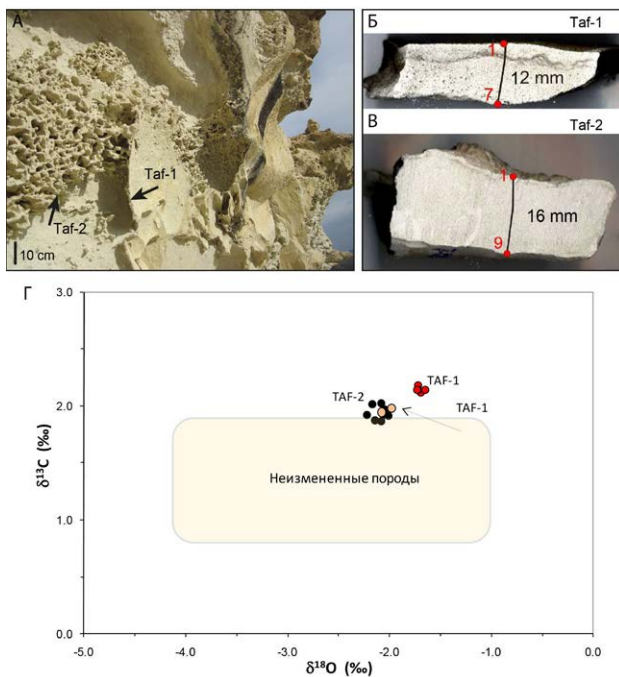 А
Taf-1
Taf-2
10 cm
Б
Taf-1
1
7
12 mm
В
Taf-2
1
9
16 mm
Г
3.0
2.0
1.0
0.0
TAF-2
TAF-1
TAF-1
Неизмененные породы
-5.0 -4.0 -3.0 -2.0 -1.0 0.0
δ¹³C (‰)
δ¹⁸O (‰)